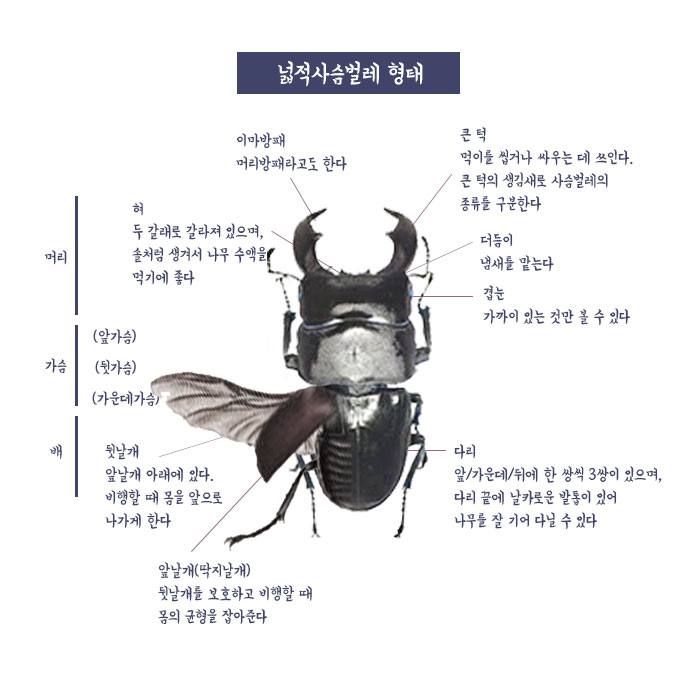 넓적사슴벌레 형태
이마방패
머리방패라고도 한다
큰 턱
먹이를 씹거나 싸우는 데 쓰인다.
큰 턱의 생김새로 사슴벌레의
종류를 구분한다
혀
두 갈래로 갈라져 있으며,
솔처럼 생겨서 나무 수액을
먹기에 좋다
더듬이
냄새를 맡는다
겹눈
가까이 있는 것만 볼 수 있다
머리
가슴
(앞가슴)
(뒷가슴)
(가운데가슴)
배
뒷날개
앞날개 아래에 있다.
비행할 때 몸을 앞으로
나가게 한다
다리
앞/가운데/뒤에 한 쌍씩 3쌍이 있으며,
다리 끝에 날카로운 발톱이 있어
나무를 잘 기어 다닐 수 있다
앞날개(딱지날개)
뒷날개를 보호하고 비행할 때
몸의 균형을 잡아준다